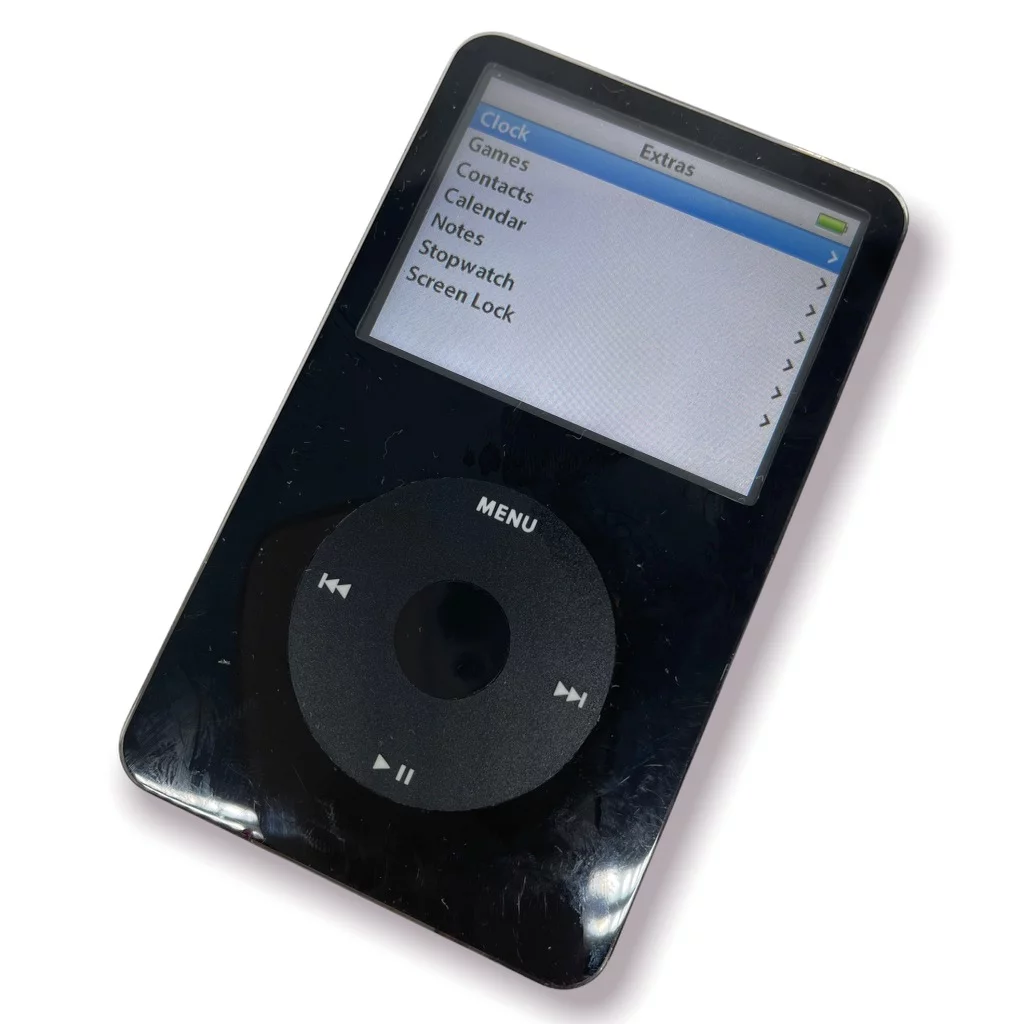 Extras
Clock
Games
Contacts
Calendar
Notes
Stopwatch
Screen Lock
MENU